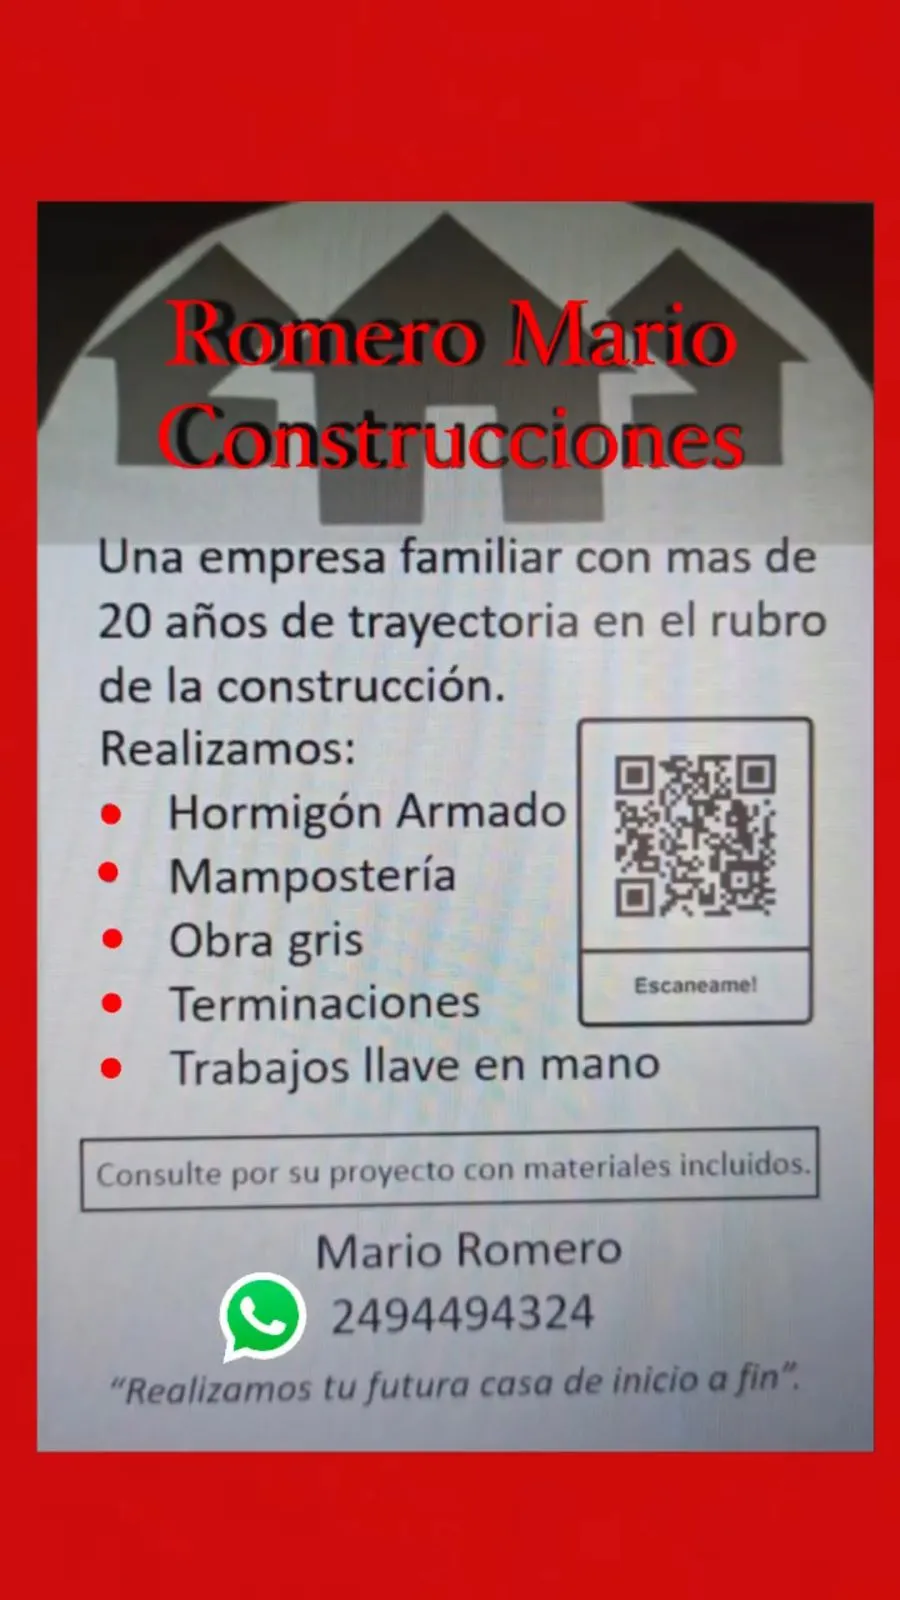 Romero Mario
Construcciones
Una empresa familiar con mas de
20 años de trayectoria en el rubro
de la construcción.
Realizamos:
Hormigón Armado
Mampostería
Obra gris
Terminaciones
Trabajos llave en mano
Escaneame!
Consulte por su proyecto con materiales incluidos.
Mario Romero
2494494324
“Realizamos tu futura casa de inicio a fin”.